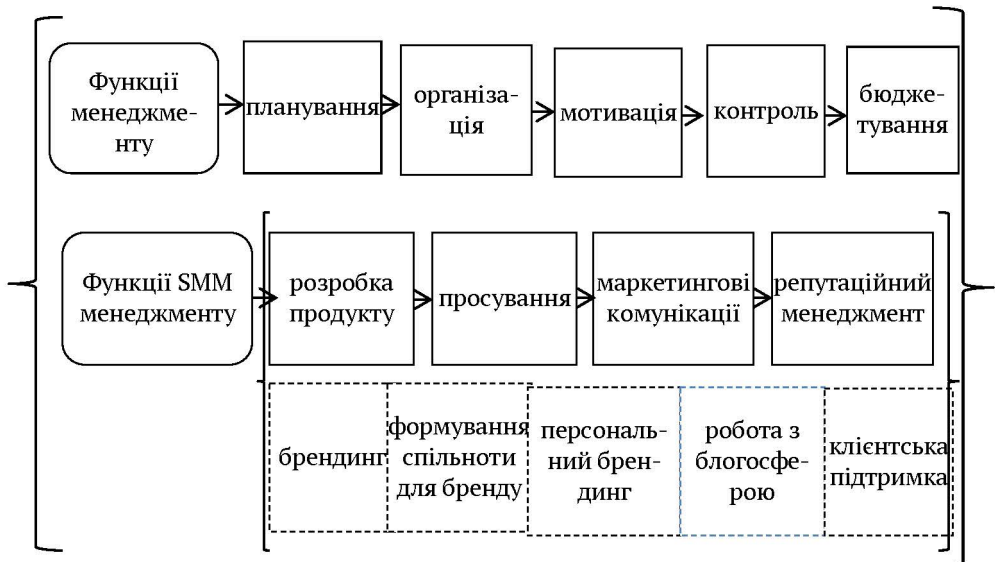 Функції
менеджме-
нту
планування
організа-
ція
мотивація
контроль
бюдже-
тування
Функції SMM
менеджменту
розробка
продукту
просування
маркетингові
комунікації
репутаційний
менеджмент
брендинг
формування
спільноти
для бренду
персональ-
ний брен-
динг
робота з
блогосфе-
рою
клієнтська
підтримка